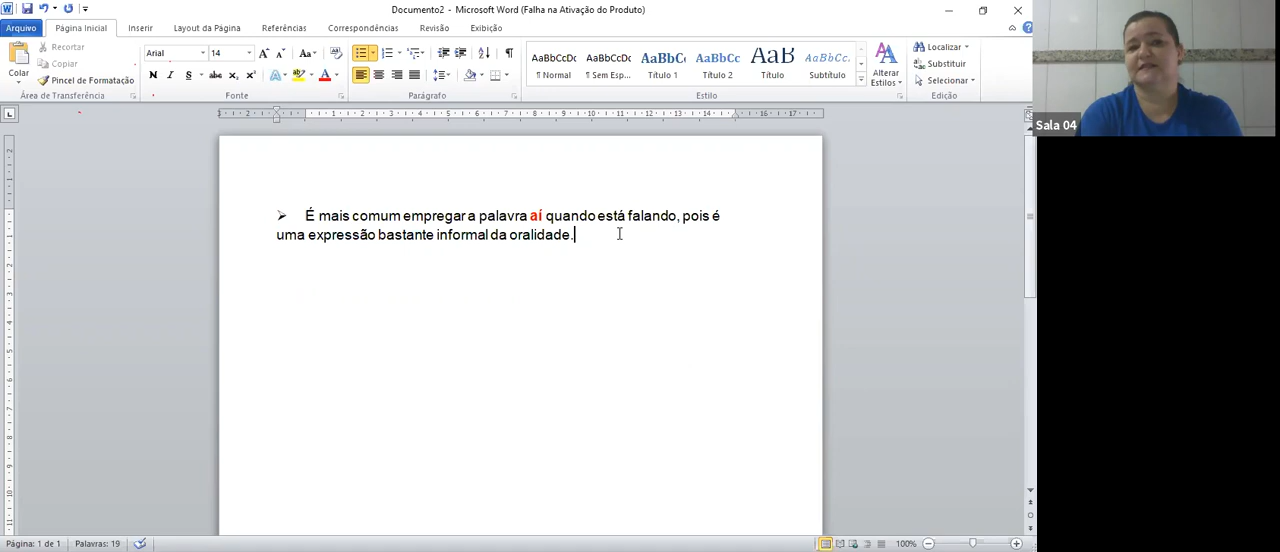 Documento2 - Microsoft Word (Falha na Ativação do Produto)
Arquivo Página Inicial Inserir Layout da Página Referências Correspondências Revisão Exibição
Recortar
Copiar
Pincel de Formatação
Colar
Área de Transferência
Arial 14
Fonte
Parágrafo
AaBbCcDc AaBbCcDc AaBbC AaBbCc AaB AaBbCc.
¶ Normal ¶ Sem Esp... Título 1 Título 2 Título Subtítulo
Estilo
Alterar
Estilos
Localizar
Substituir
Selecionar
Edição
Sala 04
➢ É mais comum empregar a palavra aí quando está falando, pois é
uma expressão bastante informal da oralidade.
Página: 1 de 1 Palavras: 19 100%